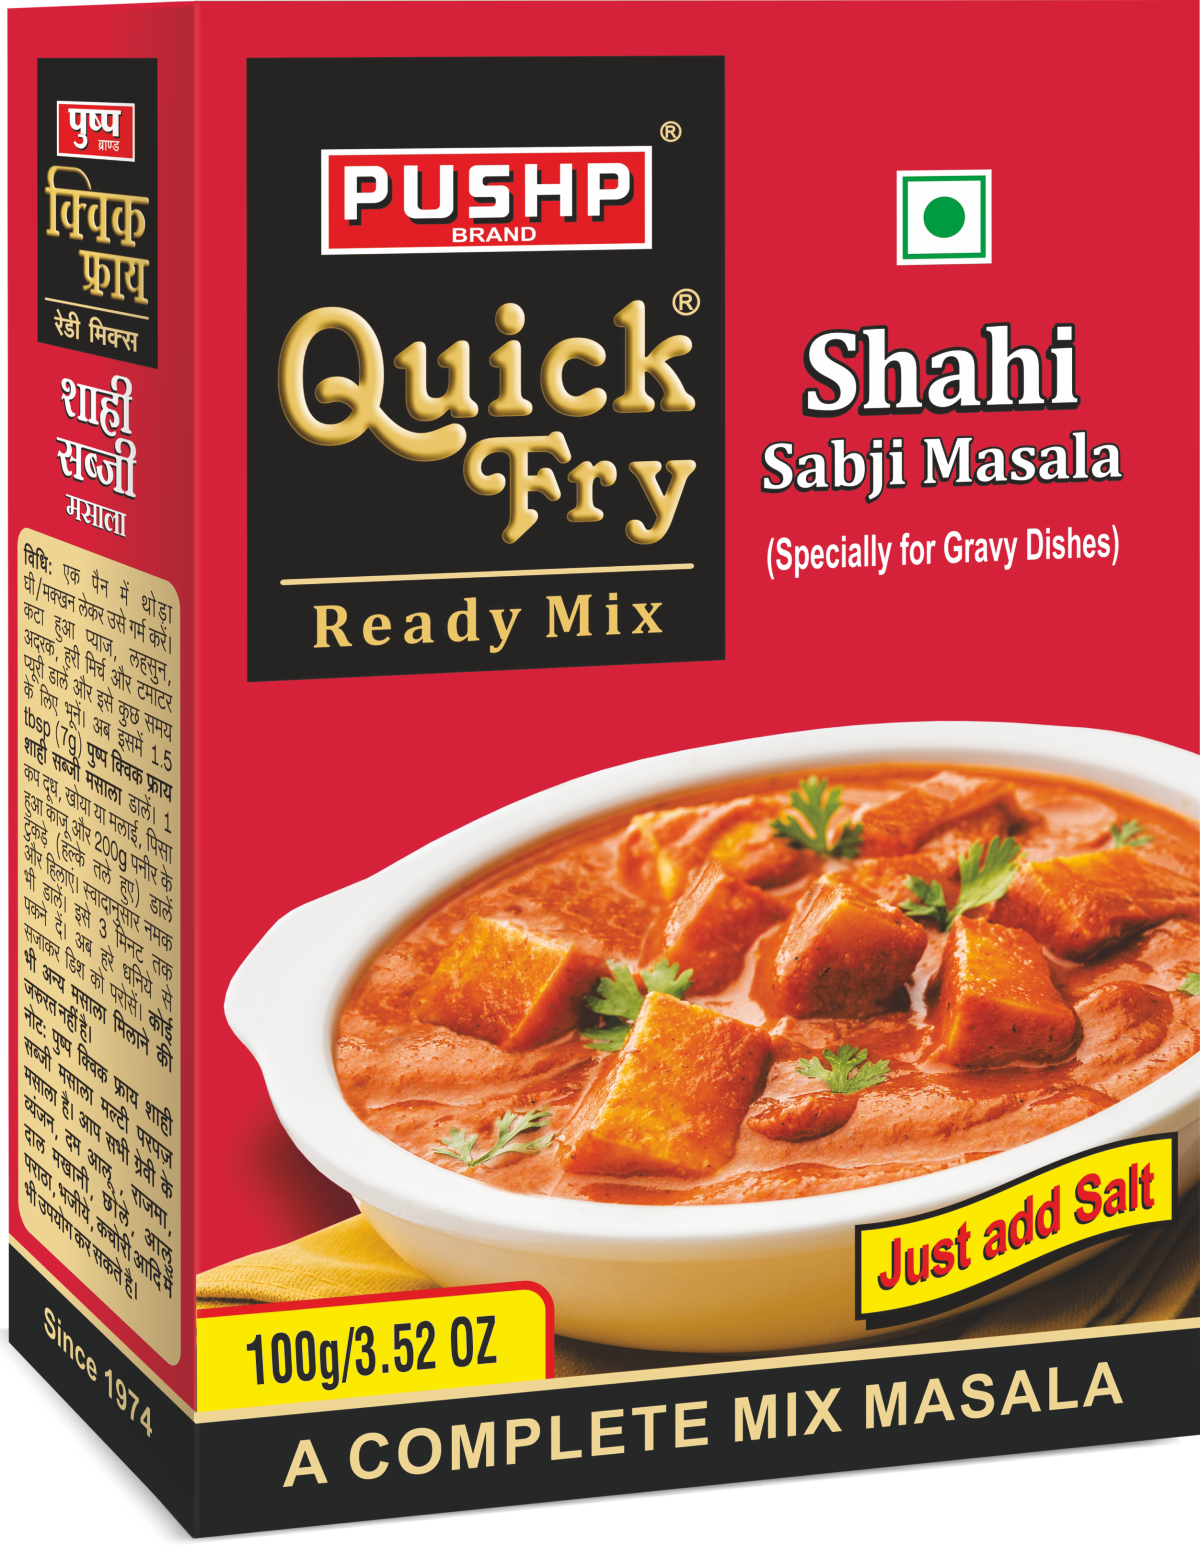 पुष्प
ब्राण्ड
क्विक
फ्राय
रेडी मिक्स
शाही
सब्जी
मसाला
विधि: एक पैन में थोड़ा
घी/मक्खन लेकर उसे गर्म करें।
कटा हुआ प्याज, लहसुन,
अदरक, हरी मिर्च और टमाटर
प्यूरी डालें और इसे कुछ समय
के लिए भूनें। अब इसमें 1.5
tbsp (7g) पुष्प क्विक फ्राय
शाही सब्जी मसाला डालें। 1
कप दूध, खोया या मलाई, पिसा
हुआ काजू और 200g पनीर के
टुकड़े (हल्के तले हुए) डालें
और हिलाएं। स्वादानुसार नमक
भी डालें। इसे 3 मिनट तक
पकने दें। अब हरे धनिये से
सजाकर डिश को परोसें। कोई
भी अन्य मसाला मिलाने की
जरुरत नहीं है।
नोट: पुष्प क्विक फ्राय शाही
सब्जी मसाला मल्टी परपज़
मसाला है। आप सभी ग्रेवी के
व्यंजन, दम आलू, राजमा,
दाल मखानी, छोले, आलु
पराठा, भजीये, कचोरी आदि में
भी उपयोग कर सकते है।
Since 1974
®
PUSHP
BRAND
Quick®
Fry
Ready Mix
Shahi
Sabji Masala
(Specially for Gravy Dishes)
Just add Salt
100g/3.52 OZ
A COMPLETE MIX MASALA